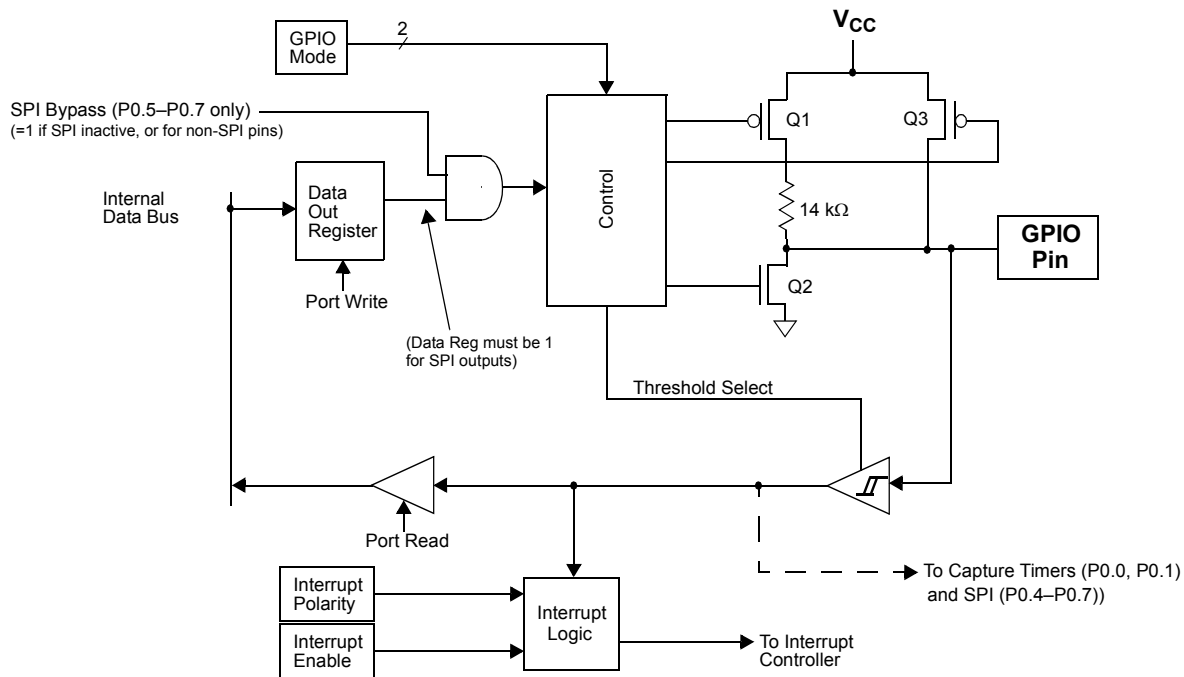 GPIO
Mode
2
V_CC
SPI Bypass (P0.5–P0.7 only)
(=1 if SPI inactive, or for non-SPI pins)
Q1
Q3
Control
Internal
Data Bus
Data
Out
Register
14 kΩ
GPIO
Pin
Port Write
Q2
(Data Reg must be 1
for SPI outputs)
Threshold Select
Port Read
To Capture Timers (P0.0, P0.1)
and SPI (P0.4–P0.7))
Interrupt
Polarity
Interrupt
Logic
Interrupt
Enable
To Interrupt
Controller